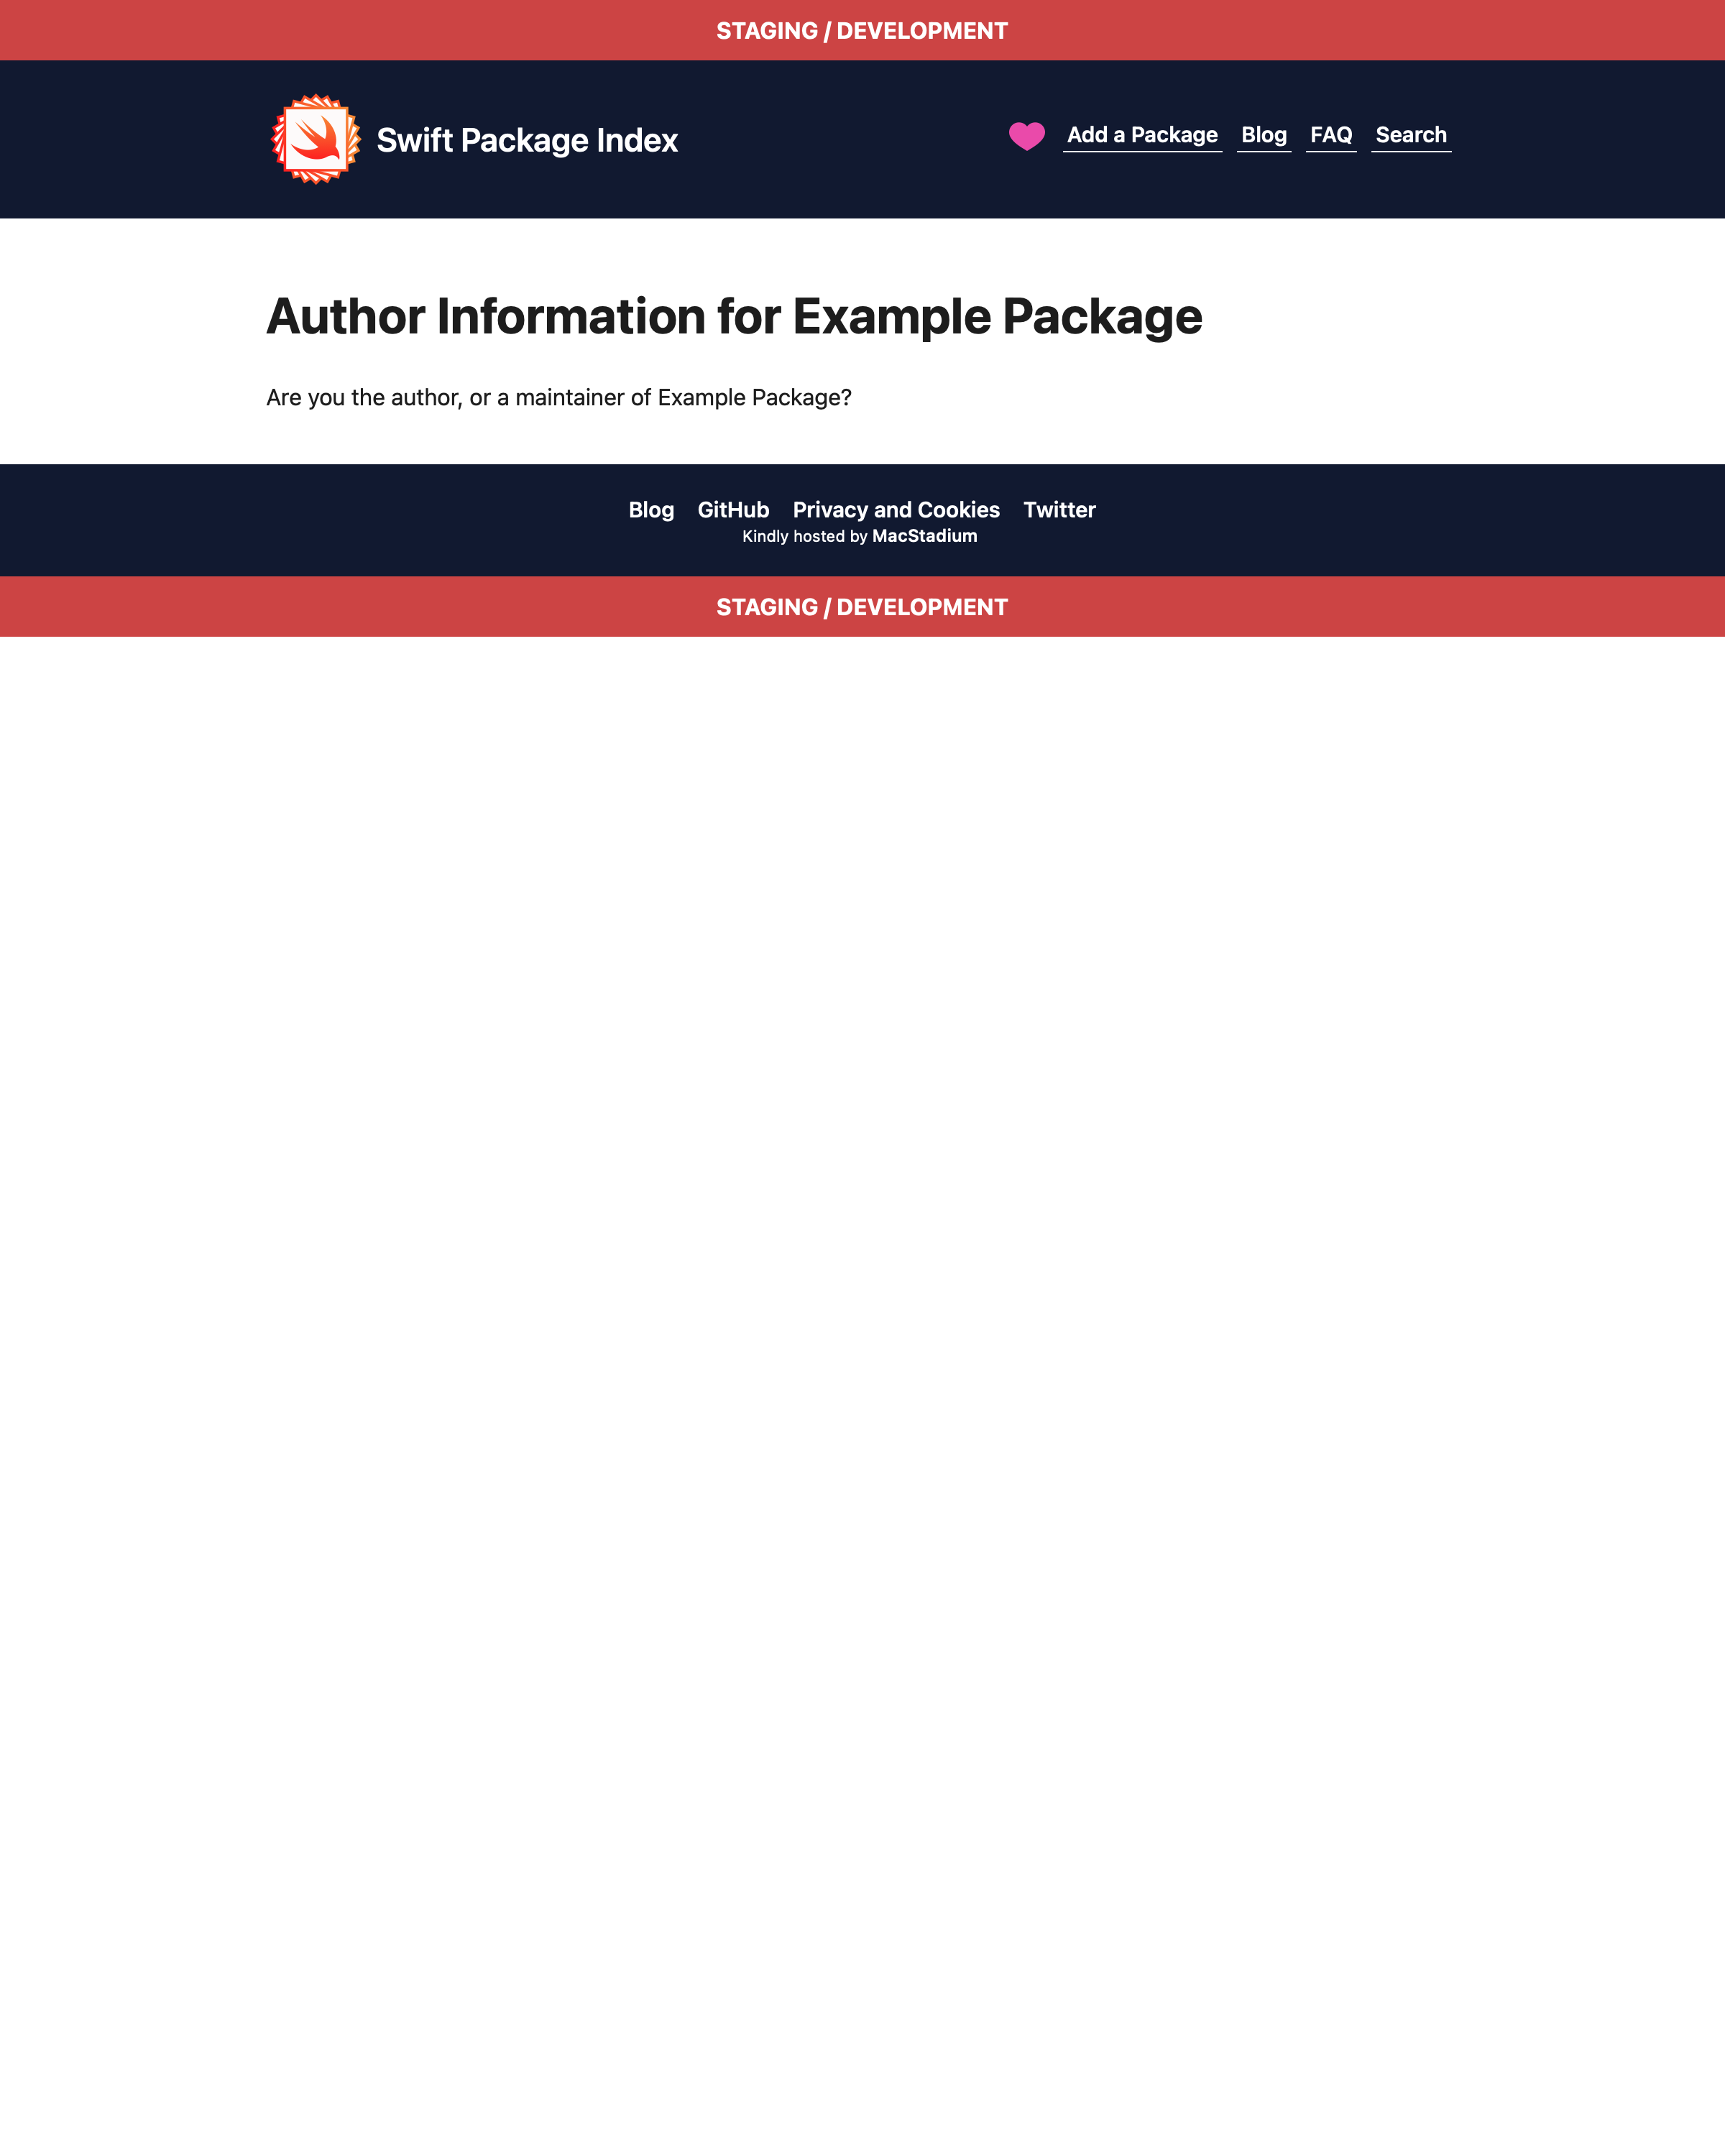 STAGING / DEVELOPMENT
Swift Package Index
Add a Package Blog FAQ Search
Author Information for Example Package
Are you the author, or a maintainer of Example Package?
Blog GitHub Privacy and Cookies Twitter
Kindly hosted by MacStadium
STAGING / DEVELOPMENT